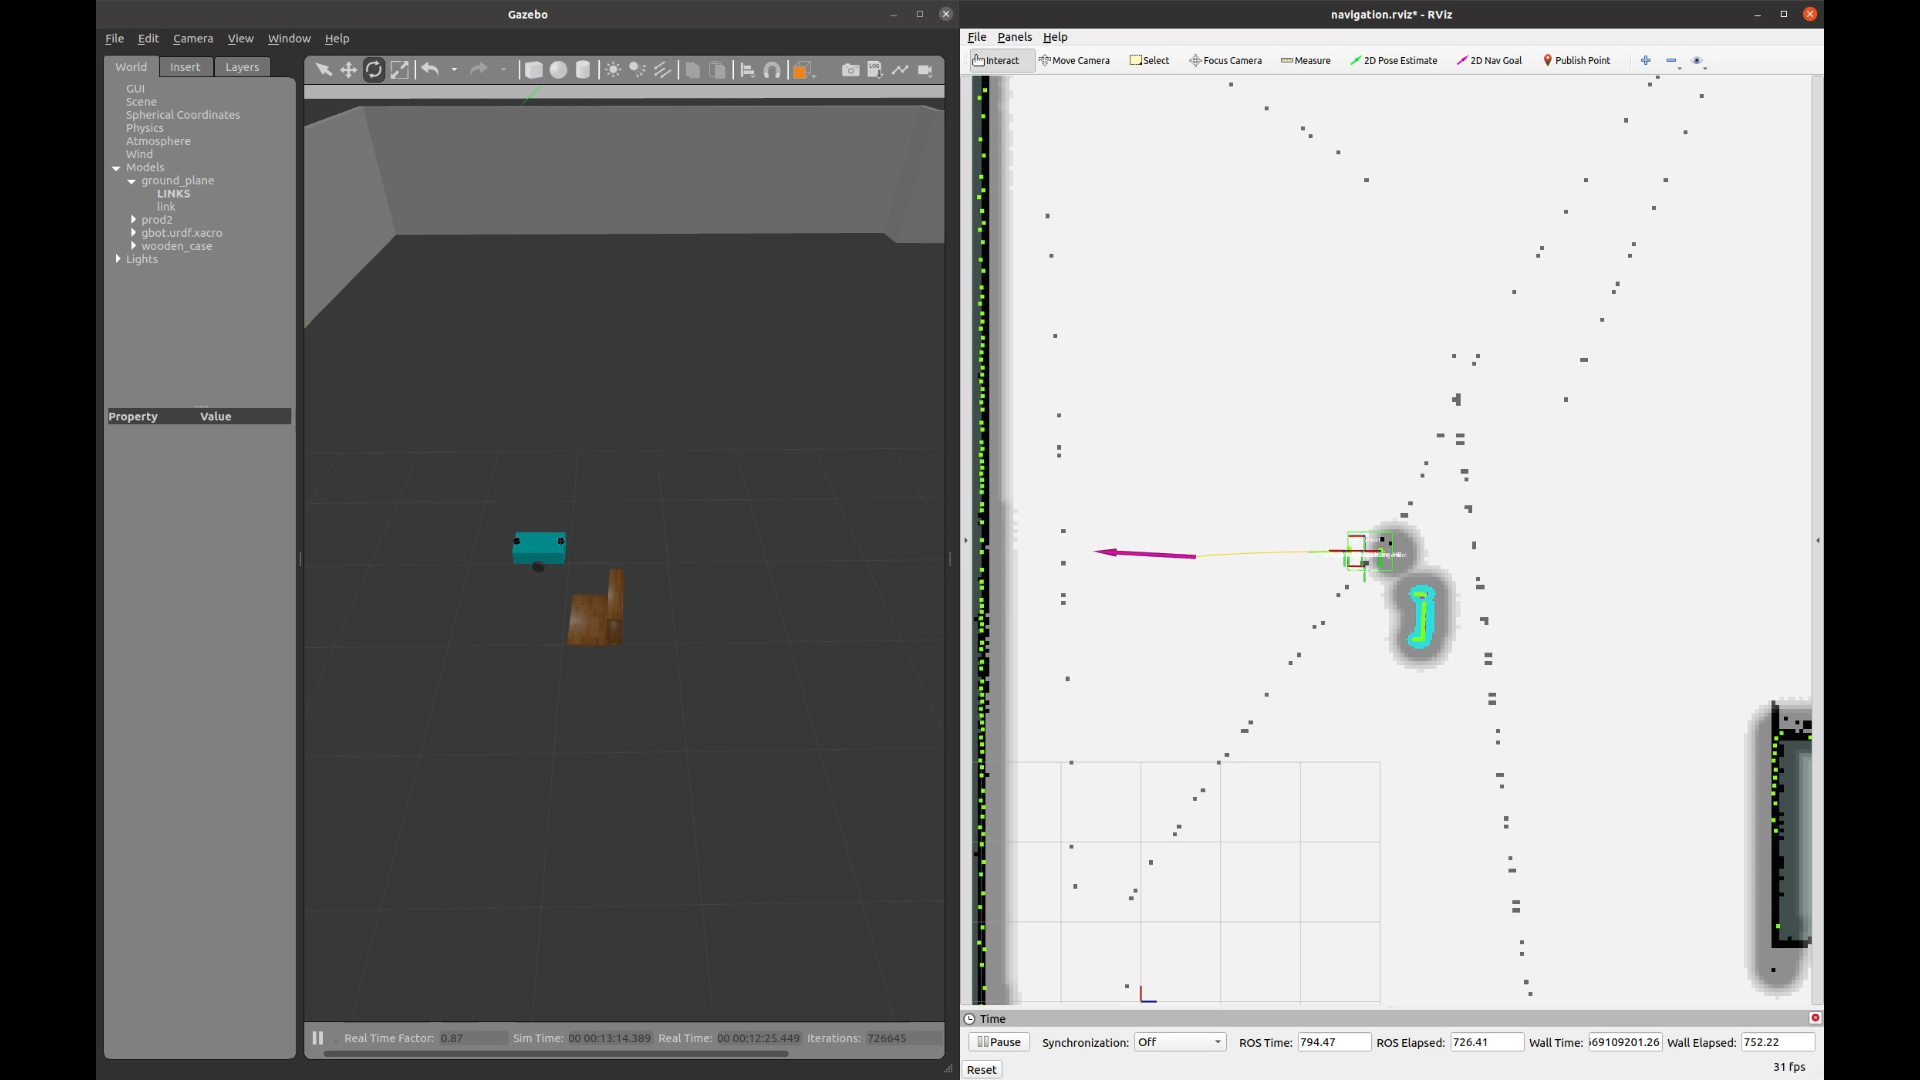 Gazebo
File Edit Camera View Window Help
World Insert Layers
GUI
Scene
Spherical Coordinates
Physics
Atmosphere
Wind
Models
ground_plane
LINKS
link
prod2
gbot.urdf.xacro
wooden_case
Lights
Property Value
Real Time Factor: 0.87 Sim Time: 00 00:13:14.389 Real Time: 00 00:12:25.449 Iterations: 726645
navigation.rviz* - RViz
File Panels Help
Interact Move Camera Select Focus Camera Measure 2D Pose Estimate 2D Nav Goal Publish Point
Time
Pause Synchronization: Off ROS Time: 794.47 ROS Elapsed: 726.41 Wall Time: 69109201.26 Wall Elapsed: 752.22
Reset 31 fps